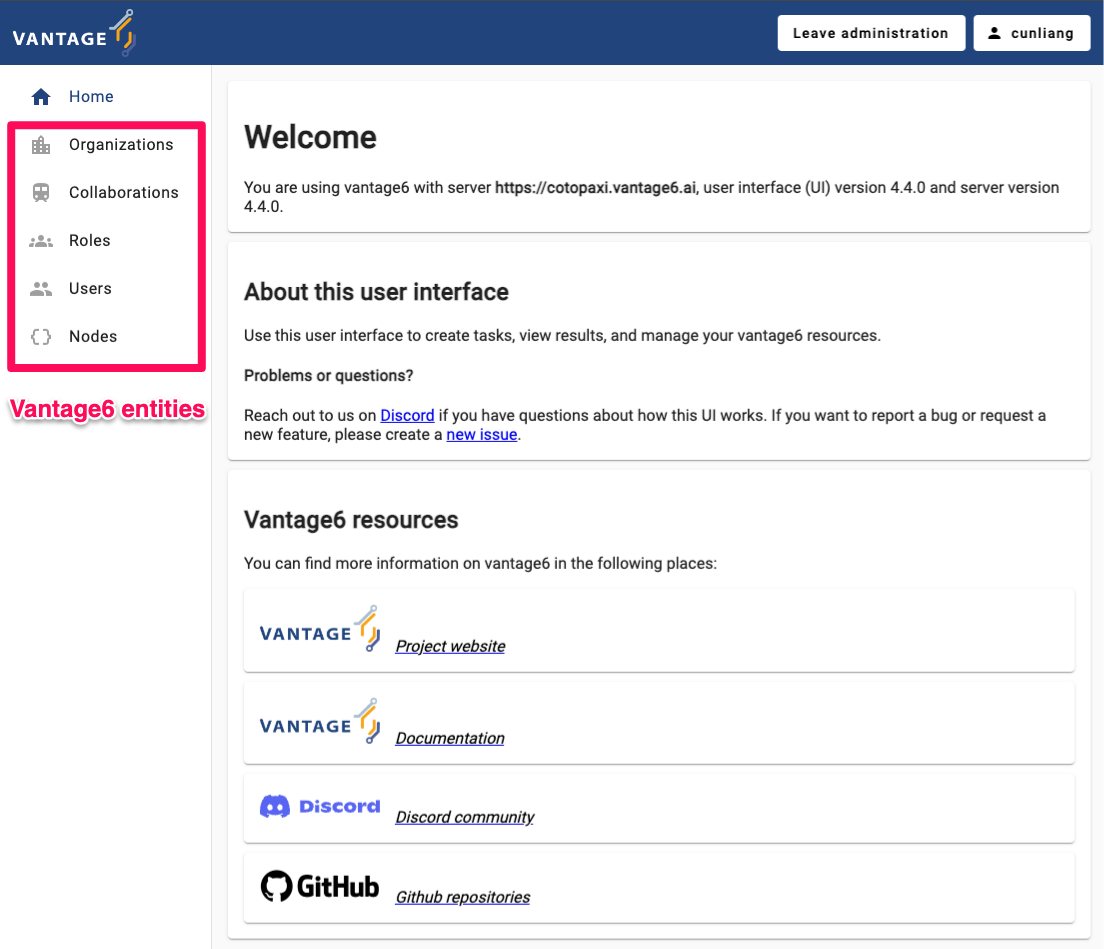 VANTAGE
Leave administration
cunliang
Home
Organizations
Collaborations
Roles
Users
Nodes
Vantage6 entities
Welcome
You are using vantage6 with server https://cotopaxi.vantage6.ai, user interface (UI) version 4.4.0 and server version
4.4.0.
About this user interface
Use this user interface to create tasks, view results, and manage your vantage6 resources.
Problems or questions?
Reach out to us on Discord if you have questions about how this UI works. If you want to report a bug or request a
new feature, please create a new issue.
Vantage6 resources
You can find more information on vantage6 in the following places:
VANTAGE Project website
VANTAGE Documentation
Discord Discord community
GitHub Github repositories